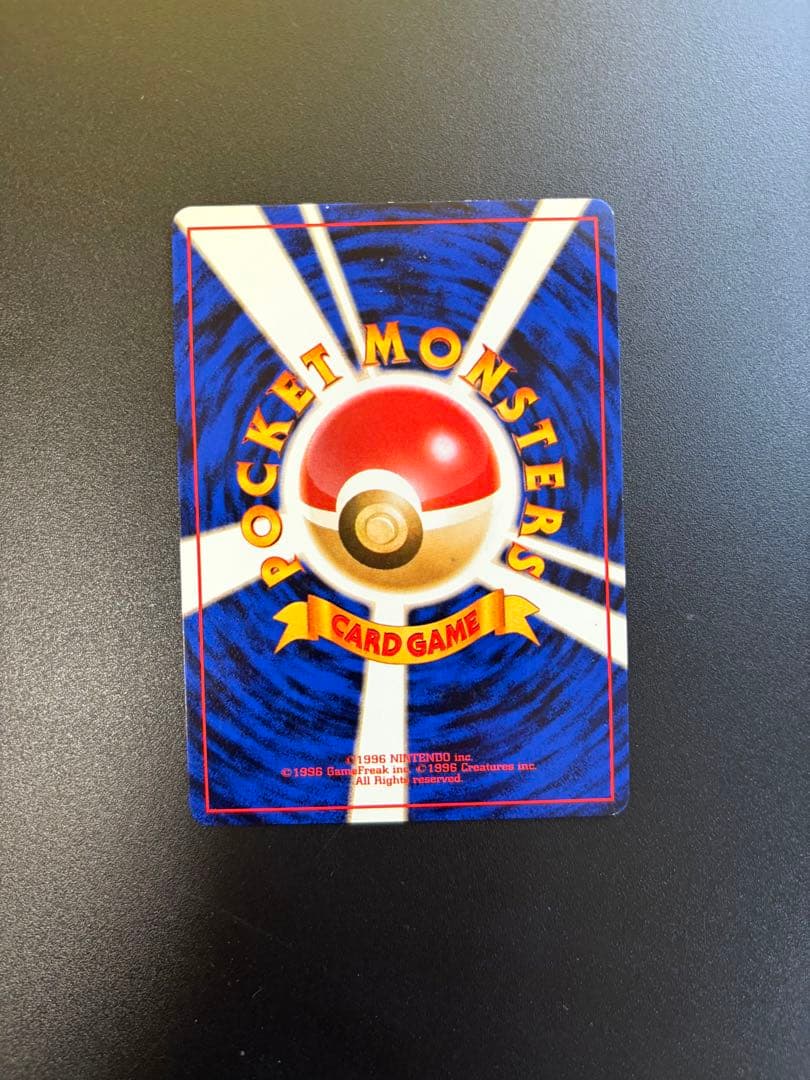 POCKET MONSTERS
CARD GAME
©1996 NINTENDO inc.
©1996 GameFreak inc. ©1996 Creatures inc.
All Rights reserved.